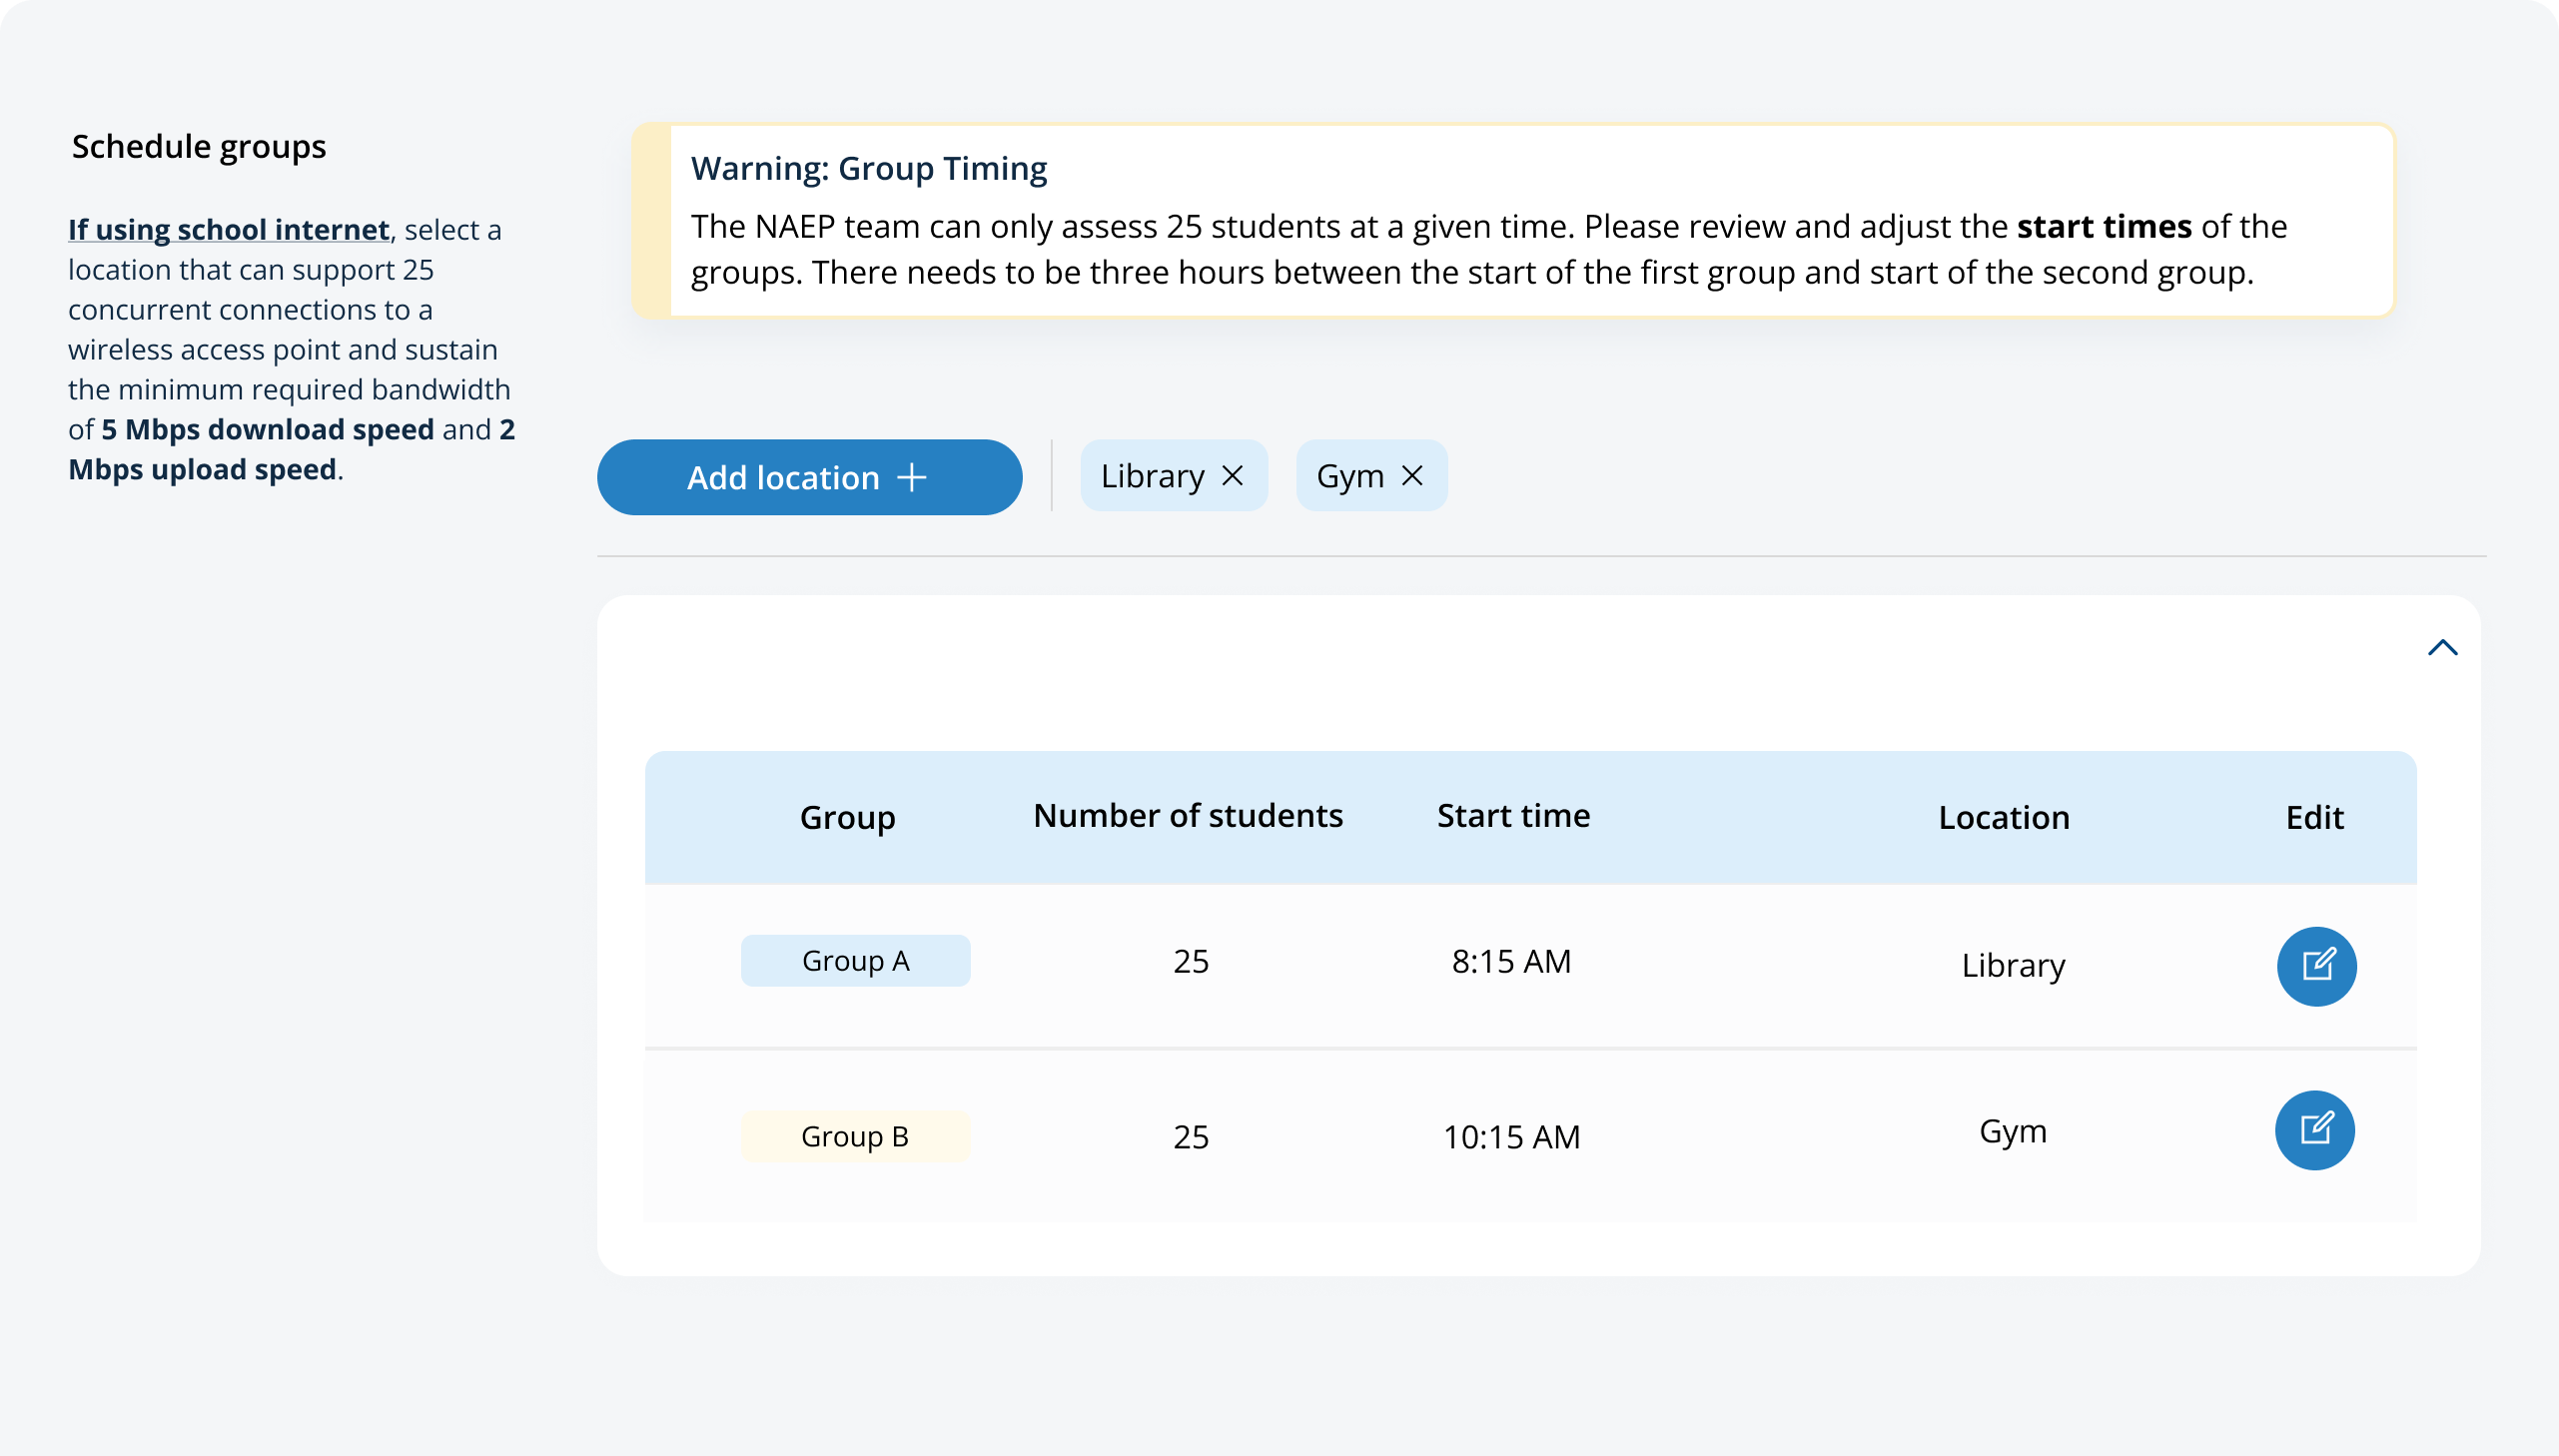 Schedule groups
If using school internet, select a
location that can support 25
concurrent connections to a
wireless access point and sustain
the minimum required bandwidth
of 5 Mbps download speed and 2
Mbps upload speed.
Warning: Group Timing
The NAEP team can only assess 25 students at a given time. Please review and adjust the start times of the
groups. There needs to be three hours between the start of the first group and start of the second group.
Add location
Library
Gym
Group Number of students Start time Location Edit
Group A 25 8:15 AM Library
Group B 25 10:15 AM Gym